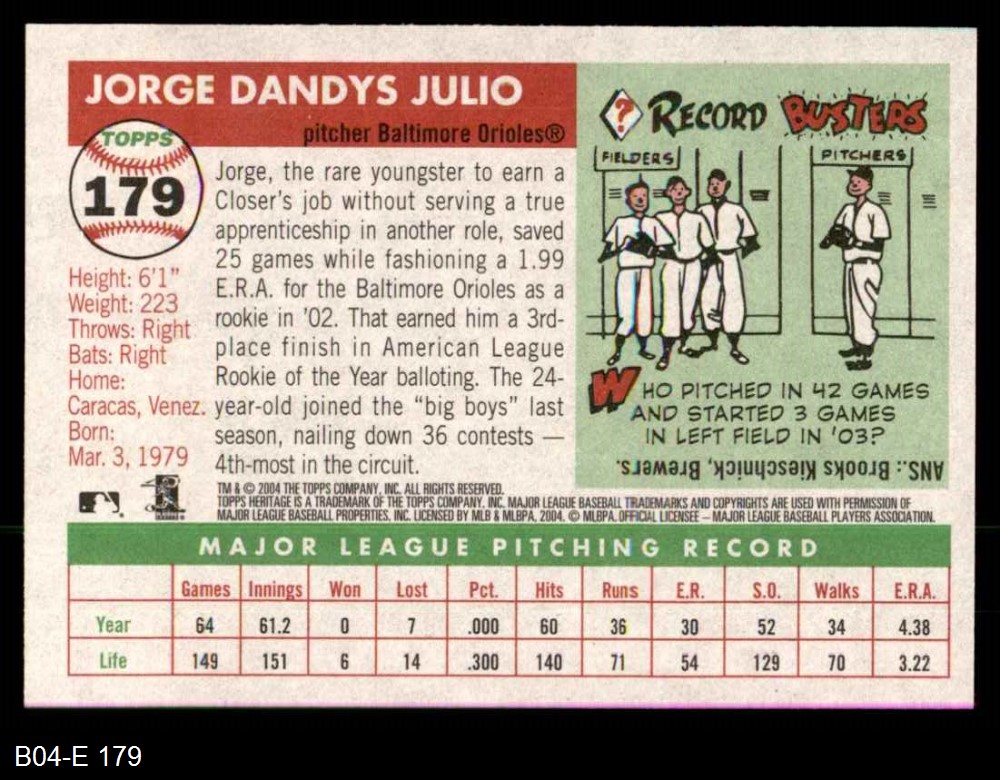 JORGE DANDYS JULIO
pitcher Baltimore Orioles®
TOPPS
179
Height: 6'1"
Weight: 223
Throws: Right
Bats: Right
Home:
Caracas, Venez.
Born:
Mar. 3, 1979
Jorge, the rare youngster to earn a
Closer's job without serving a true
apprenticeship in another role, saved
25 games while fashioning a 1.99
E.R.A. for the Baltimore Orioles as a
rookie in '02. That earned him a 3rd-
place finish in American League
Rookie of the Year balloting. The 24-
year-old joined the "big boys" last
season, nailing down 36 contests —
4th-most in the circuit.
? RECORD BUSTERS
FIELDERS
PITCHERS
WHO PITCHED IN 42 GAMES
AND STARTED 3 GAMES
IN LEFT FIELD IN '03?
ANS.: Brooks Kieschnick, Brewers.
TM & © 2004 THE TOPPS COMPANY, INC. ALL RIGHTS RESERVED.
TOPPS HERITAGE IS A TRADEMARK OF THE TOPPS COMPANY, INC. MAJOR LEAGUE BASEBALL TRADEMARKS AND COPYRIGHTS ARE USED WITH PERMISSION OF
MAJOR LEAGUE BASEBALL PROPERTIES, INC. LICENSED BY MLB & MLBPA, 2004. © MLBPA. OFFICIAL LICENSEE – MAJOR LEAGUE BASEBALL PLAYERS ASSOCIATION.
MAJOR LEAGUE PITCHING RECORD
Games Innings Won Lost Pct. Hits Runs E.R. S.O. Walks E.R.A.
Year 64 61.2 0 7 .000 60 36 30 52 34 4.38
Life 149 151 6 14 .300 140 71 54 129 70 3.22
B04-E 179